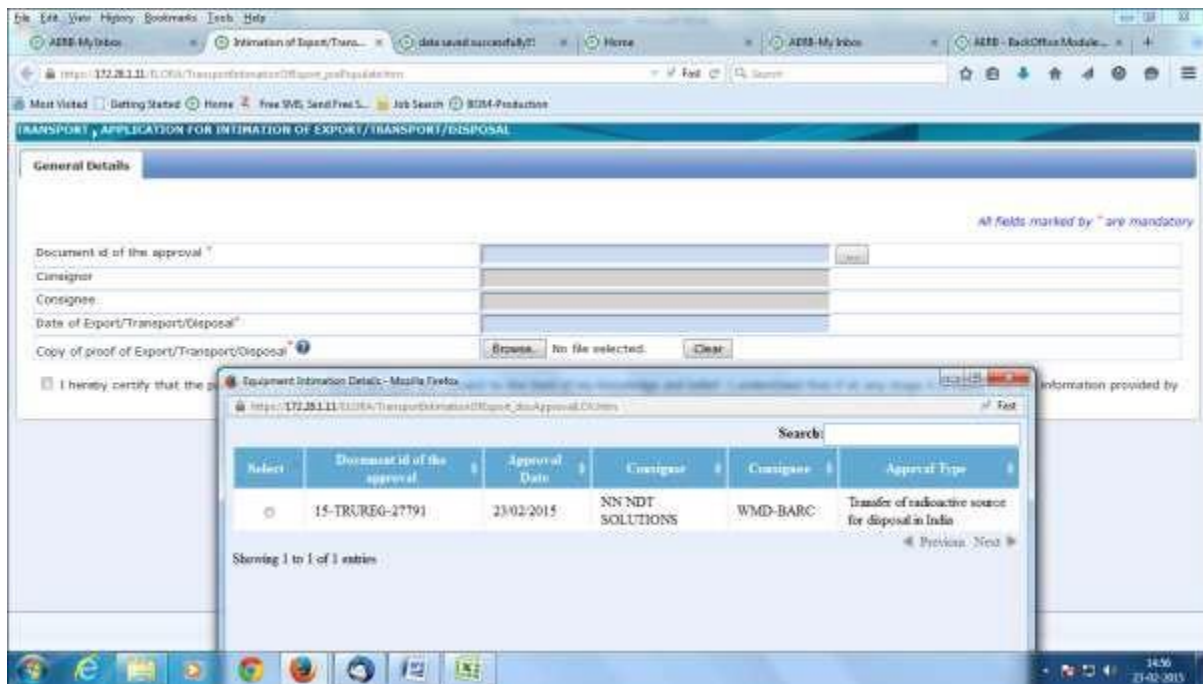 File Edit View History Bookmarks Tools Help
AERB-My Inbox
Intimation of Export/Trans...
data saved successfully!!!
Home
AERB-My Inbox
AERB - BackOffice Module...
Fast
Search
Most Visited Getting Started Home Free SMS, Send Free S... Job Search BDM-Production
TRANSPORT , APPLICATION FOR INTIMATION OF EXPORT/TRANSPORT/DISPOSAL
General Details
All fields marked by * are mandatory
Document id of the approval *
...
Consignor
Consignee
Date of Export/Transport/Disposal*
Copy of proof of Export/Transport/Disposal*
Browse... No file selected. Clear
I hereby certify that the p
information provided by
Equipment Intimation Details - Mozilla Firefox
Fast
Search:
Select
Document id of the approval
Approval Date
Consignor
Consignee
Approval Type
15-TRUREG-27791
23/02/2015
NN NDT SOLUTIONS
WMD-BARC
Transfer of radioactive source
for disposal in India
Previous Next
Showing 1 to 1 of 1 entries
14:56
23-02-2015